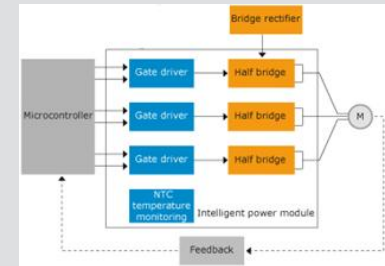 Bridge rectifier
Gate driver
Half bridge
Microcontroller
Gate driver
Half bridge
M
Gate driver
Half bridge
NTC
temperature
monitoring
Intelligent power module
Feedback